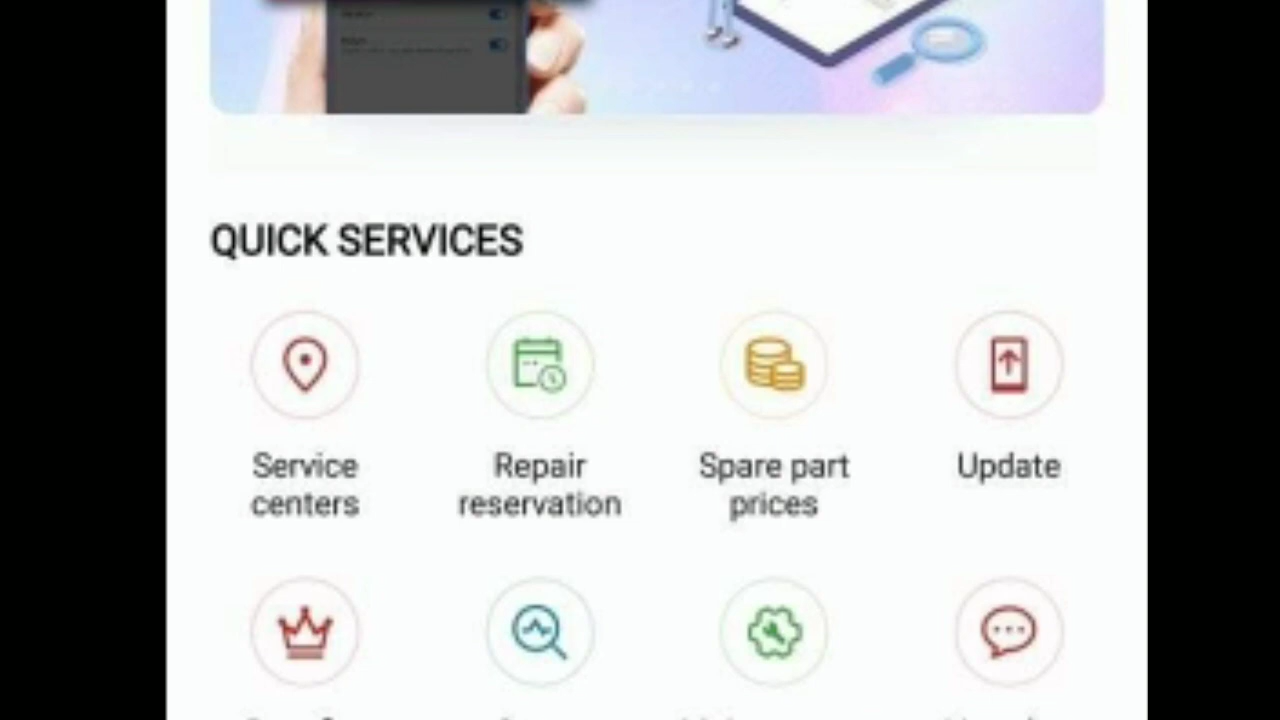 QUICK SERVICES
Service Repair Spare part Update
centers reservation prices